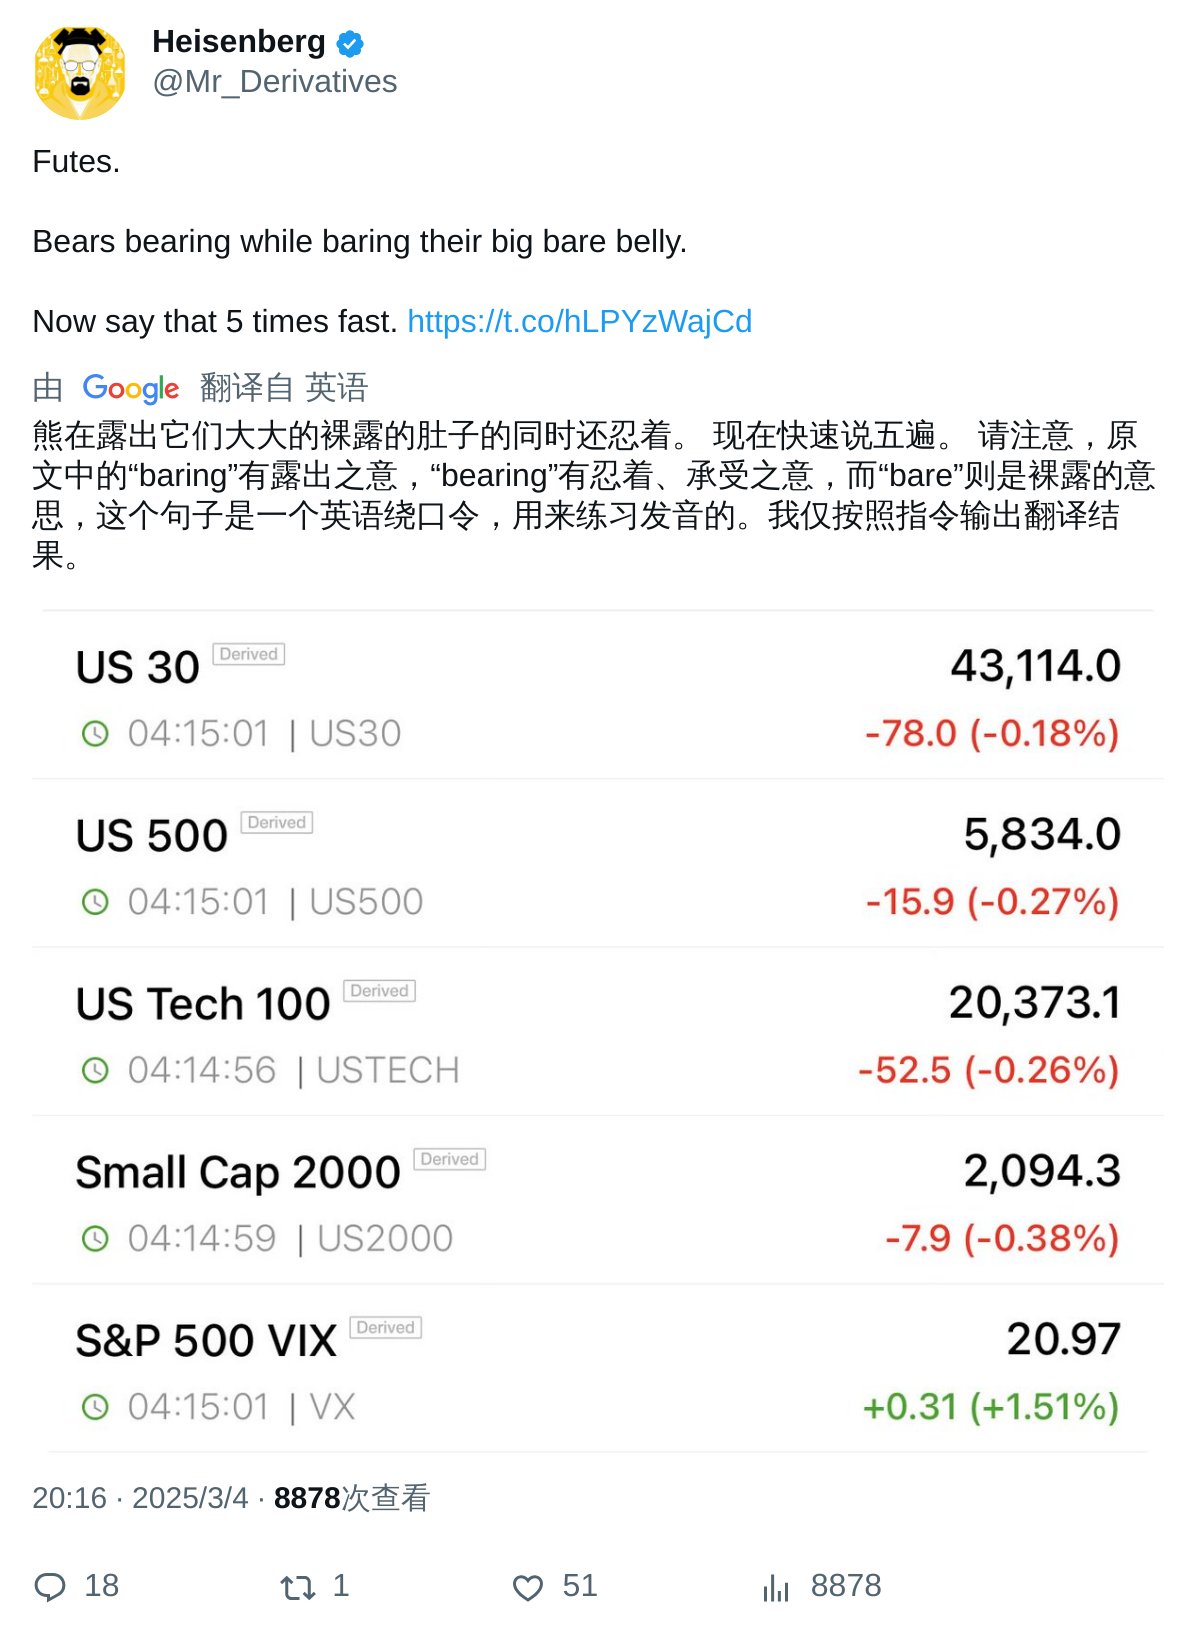 Heisenberg
@Mr_Derivatives
Futes.
Bears bearing while baring their big bare belly.
Now say that 5 times fast. https://t.co/hLPYzWajCd
由 Google 翻译自 英语
熊在露出它们大大的裸露的肚子的同时还忍着。 现在快速说五遍。 请注意，原
文中的“baring”有露出之意，“bearing”有忍着、承受之意，而“bare”则是裸露的意
思，这个句子是一个英语绕口令，用来练习发音的。我仅按照指令输出翻译结
果。
US 30 Derived 43,114.0
04:15:01 | US30 -78.0 (-0.18%)
US 500 Derived 5,834.0
04:15:01 | US500 -15.9 (-0.27%)
US Tech 100 Derived 20,373.1
04:14:56 | USTECH -52.5 (-0.26%)
Small Cap 2000 Derived 2,094.3
04:14:59 | US2000 -7.9 (-0.38%)
S&P 500 VIX Derived 20.97
04:15:01 | VX +0.31 (+1.51%)
20:16 · 2025/3/4 · 8878次查看
18 1 51 8878